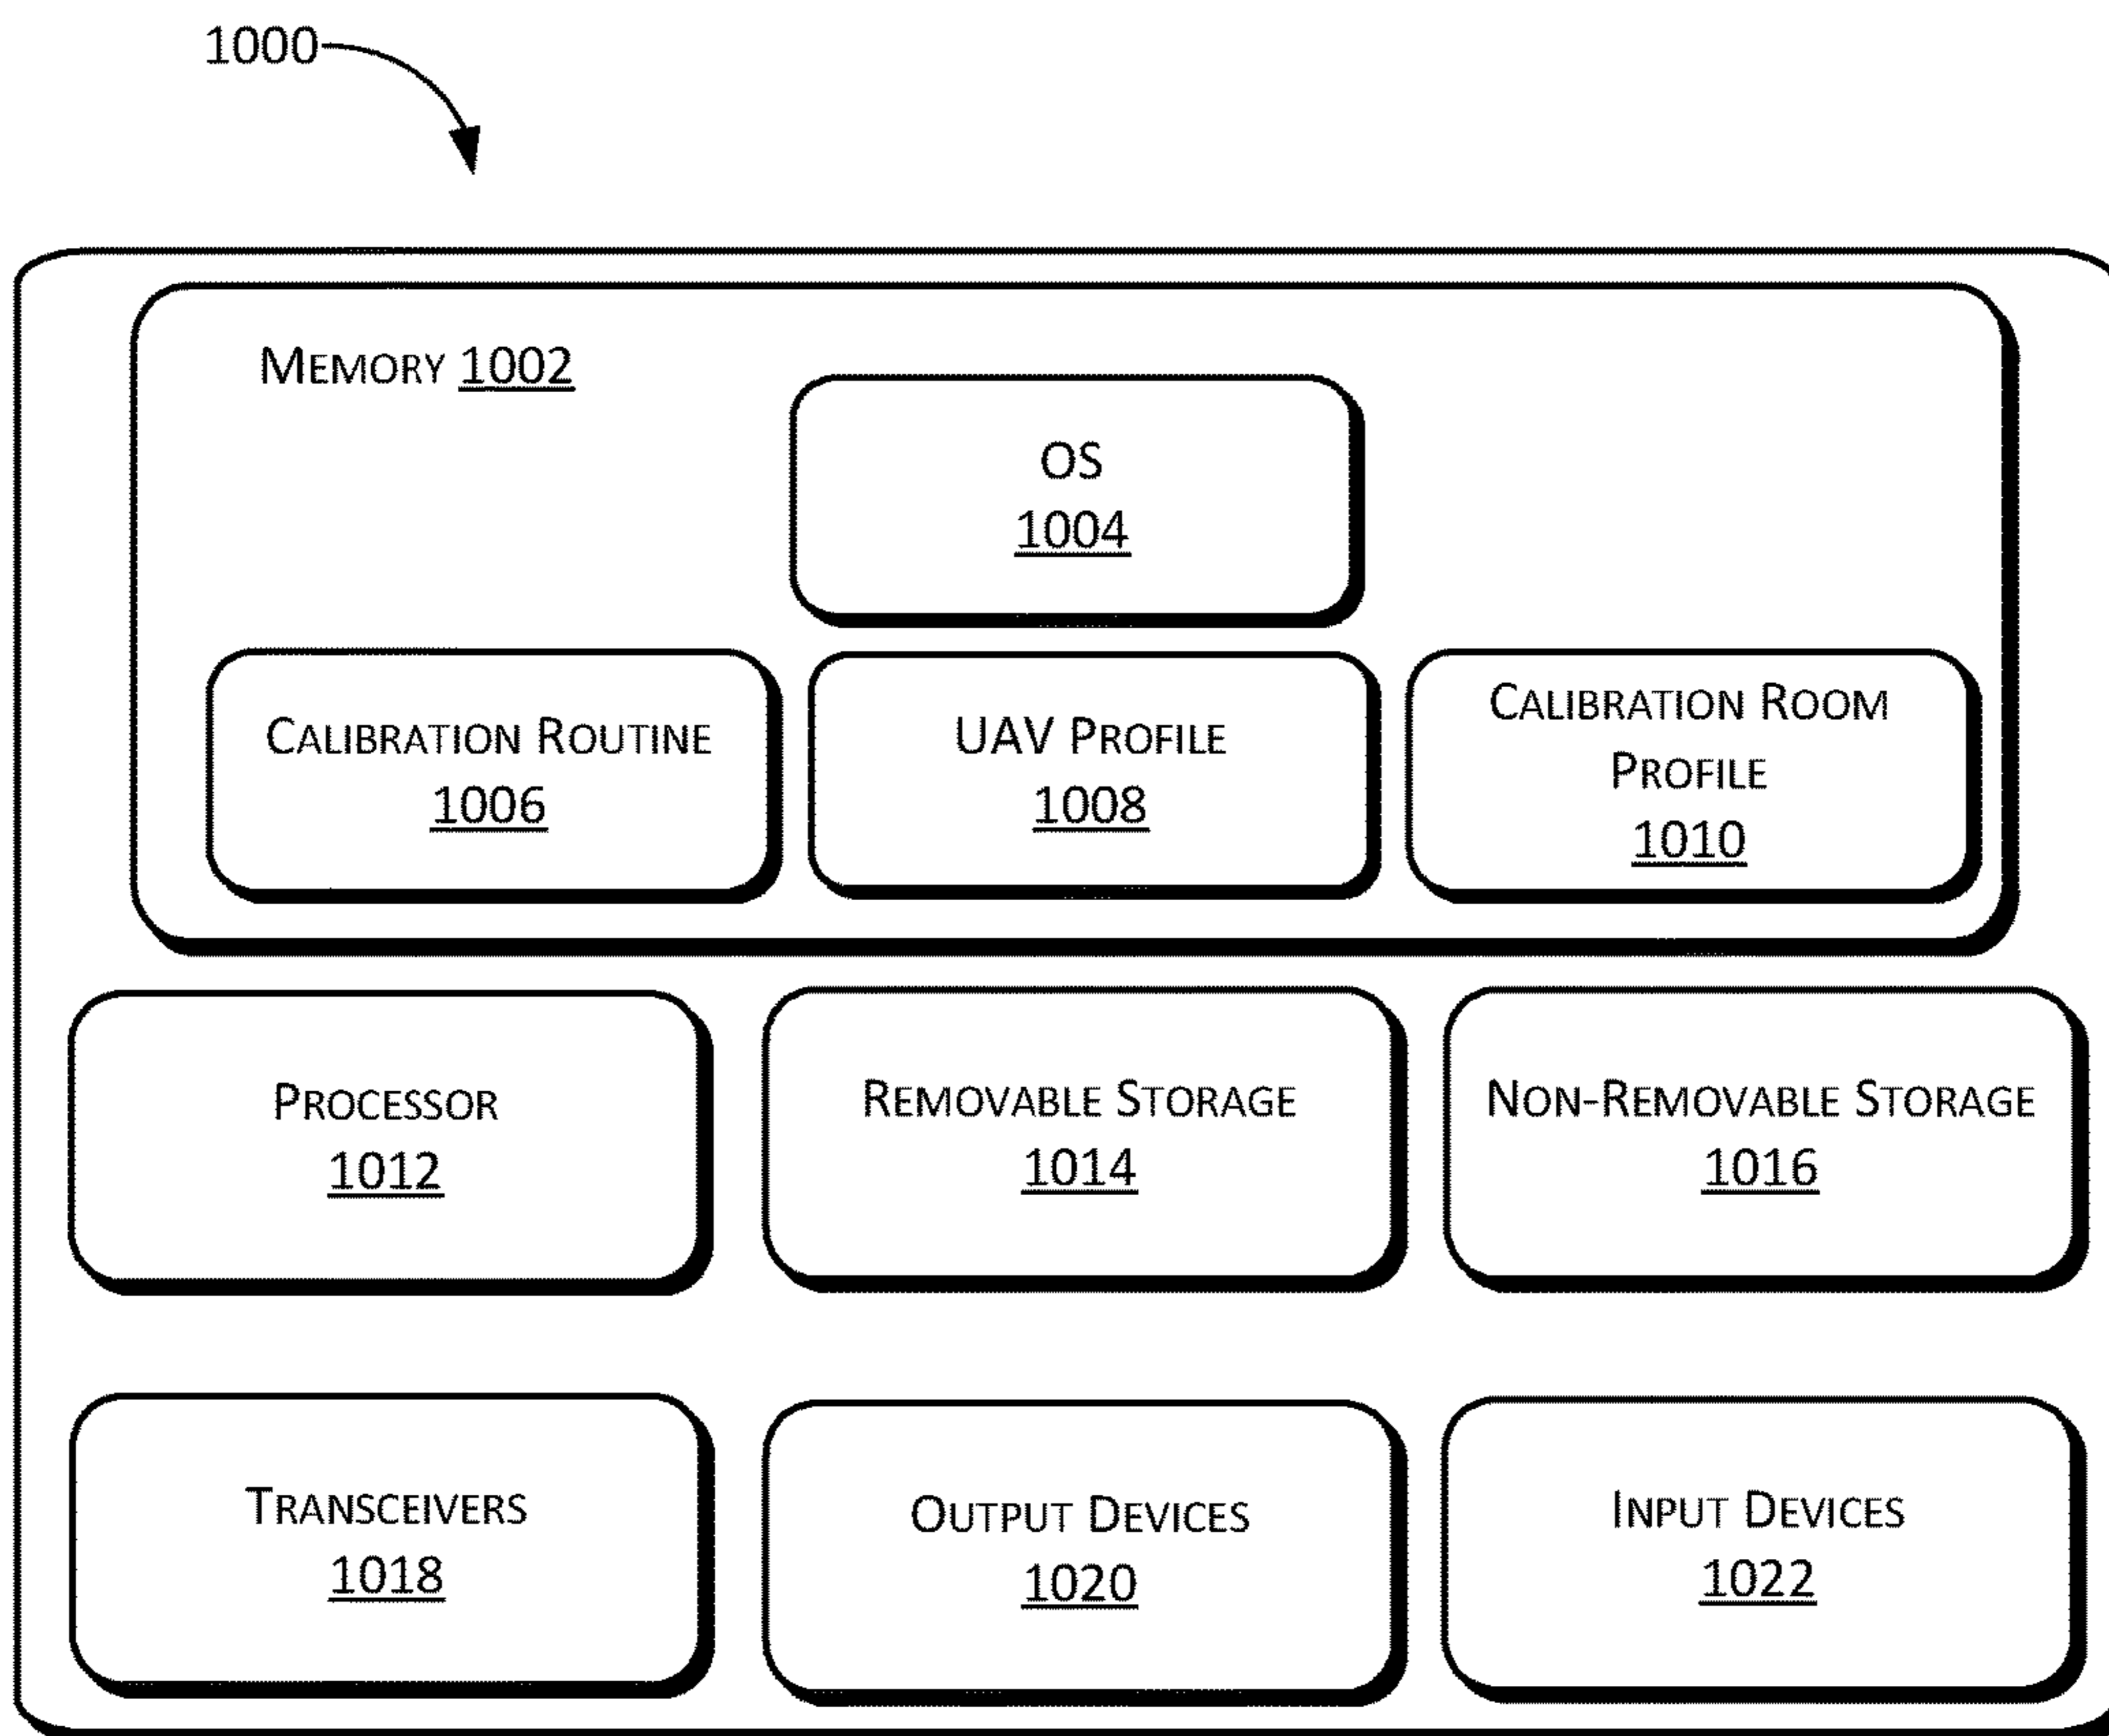 1000
MEMORY 1002
OS
1004
CALIBRATION ROUTINE
1006
UAV PROFILE
1008
CALIBRATION ROOM
PROFILE
1010
PROCESSOR
1012
REMOVABLE STORAGE
1014
NON-REMOVABLE STORAGE
1016
TRANSCEIVERS
1018
OUTPUT DEVICES
1020
INPUT DEVICES
1022